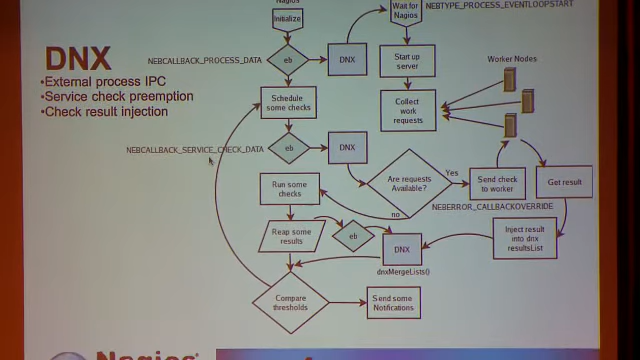 DNX
•External process IPC
•Service check preemption
•Check result injection
Nagios
Initialize
NEBCALLBACK_PROCESS_DATA
eb
DNX
Wait for
Nagios
NEBTYPE_PROCESS_EVENTLOOPSTART
Start up
server
Collect
work
requests
Worker Nodes
Schedule
some checks
NEBCALLBACK_SERVICE_CHECK_DATA
eb
DNX
Are requests
Available?
Yes
no
Send check
to worker
Get result
NEBERROR_CALLBACKOVERRIDE
Run some
checks
Reap some
results
eb
DNX
dnxMergeLists()
Inject result
into dnx
resultsList
Compare
thresholds
Send some
Notifications
Nagios®